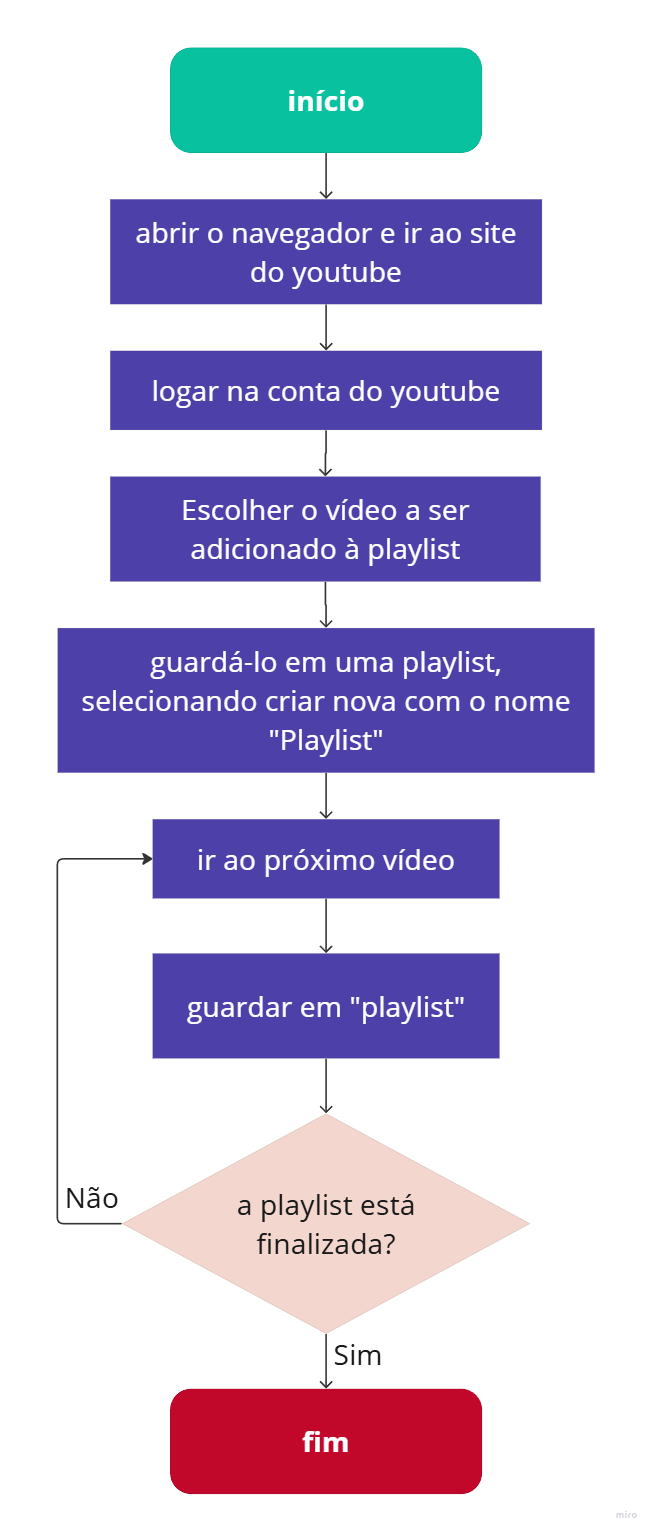 início
abrir o navegador e ir ao site
do youtube
logar na conta do youtube
Escolher o vídeo a ser
adicionado à playlist
guardá-lo em uma playlist,
selecionando criar nova com o nome
"Playlist"
ir ao próximo vídeo
guardar em "playlist"
Não
a playlist está
finalizada?
Sim
fim
miro